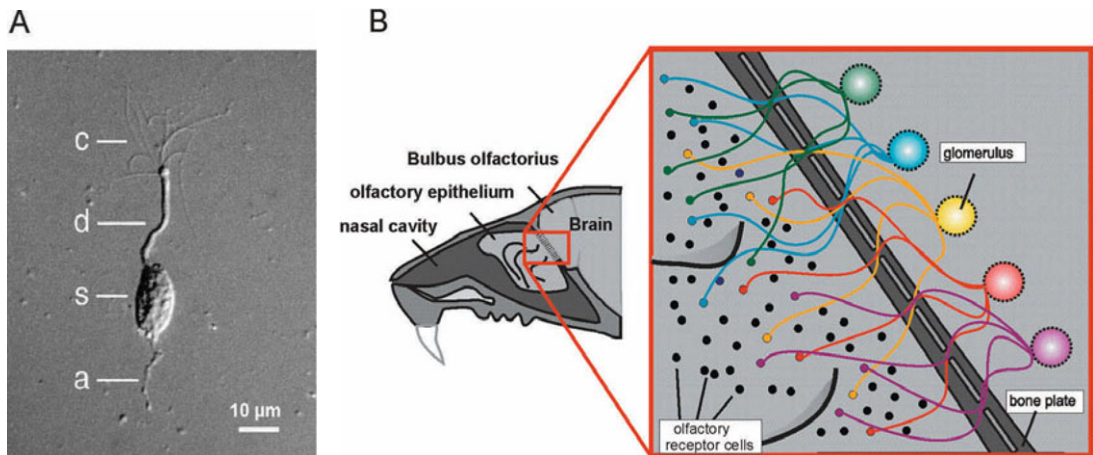 A
c
d
s
a
10 µm
B
Bulbus olfactorius
olfactory epithelium
nasal cavity
Brain
glomerulus
bone plate
olfactory
receptor cells